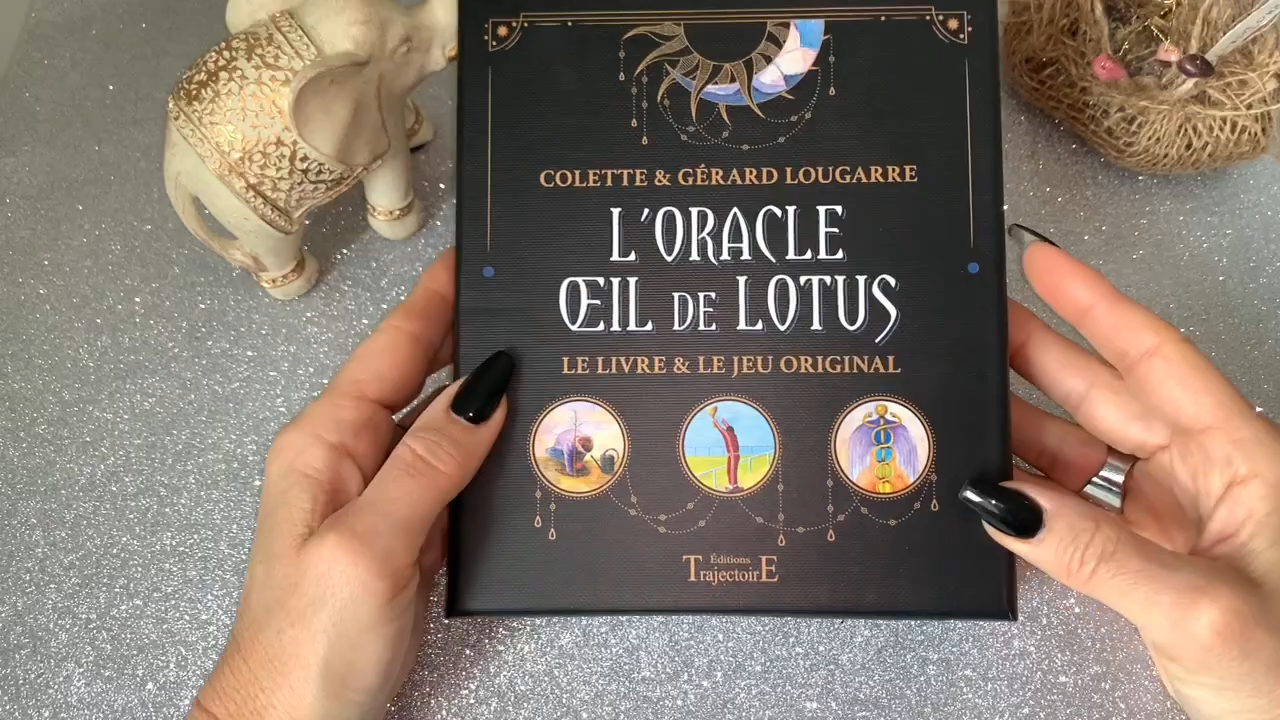 COLETTE & GÉRARD LOUGARRE
L'ORACLE
ŒIL DE LOTUS
LE LIVRE & LE JEU ORIGINAL
Éditions
TrajectoirE